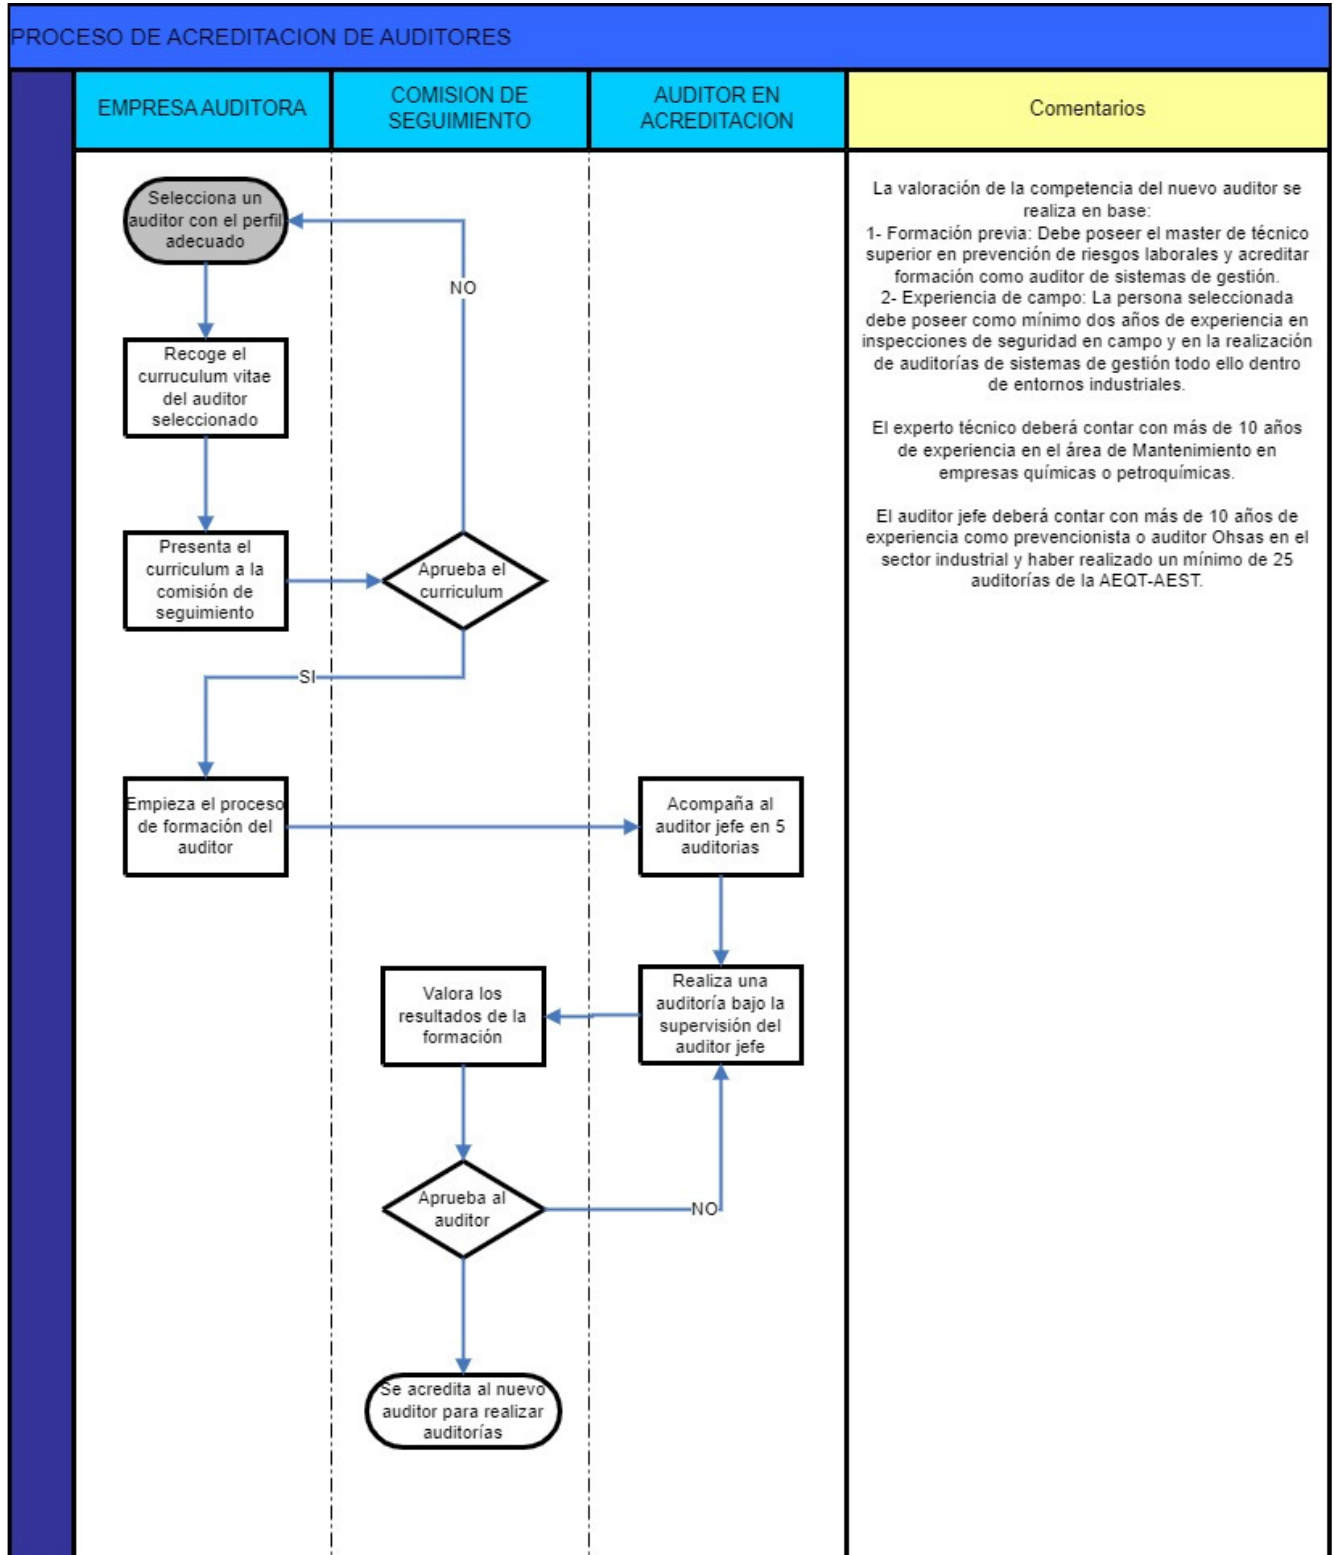 PROCESO DE ACREDITACION DE AUDITORES
EMPRESA AUDITORA
COMISION DE
SEGUIMIENTO
AUDITOR EN
ACREDITACION
Comentarios
Selecciona un
auditor con el perfil
adecuado
NO
Recoge el
curruculum vitae
del auditor
seleccionado
Presenta el
curriculum a la
comisión de
seguimiento
Aprueba el
curriculum
SI
Empieza el proceso
de formación del
auditor
Acompaña al
auditor jefe en 5
auditorias
Realiza una
auditoría bajo la
supervisión del
auditor jefe
Valora los
resultados de la
formación
Aprueba al
auditor
NO
Se acredita al nuevo
auditor para realizar
auditorías
La valoración de la competencia del nuevo auditor se
realiza en base:
1- Formación previa: Debe poseer el master de técnico
superior en prevención de riesgos laborales y acreditar
formación como auditor de sistemas de gestión.
2- Experiencia de campo: La persona seleccionada
debe poseer como mínimo dos años de experiencia en
inspecciones de seguridad en campo y en la realización
de auditorías de sistemas de gestión todo ello dentro
de entornos industriales.
El experto técnico deberá contar con más de 10 años
de experiencia en el área de Mantenimiento en
empresas químicas o petroquímicas.
El auditor jefe deberá contar con más de 10 años de
experiencia como prevencionista o auditor Ohsas en el
sector industrial y haber realizado un mínimo de 25
auditorías de la AEQT-AEST.